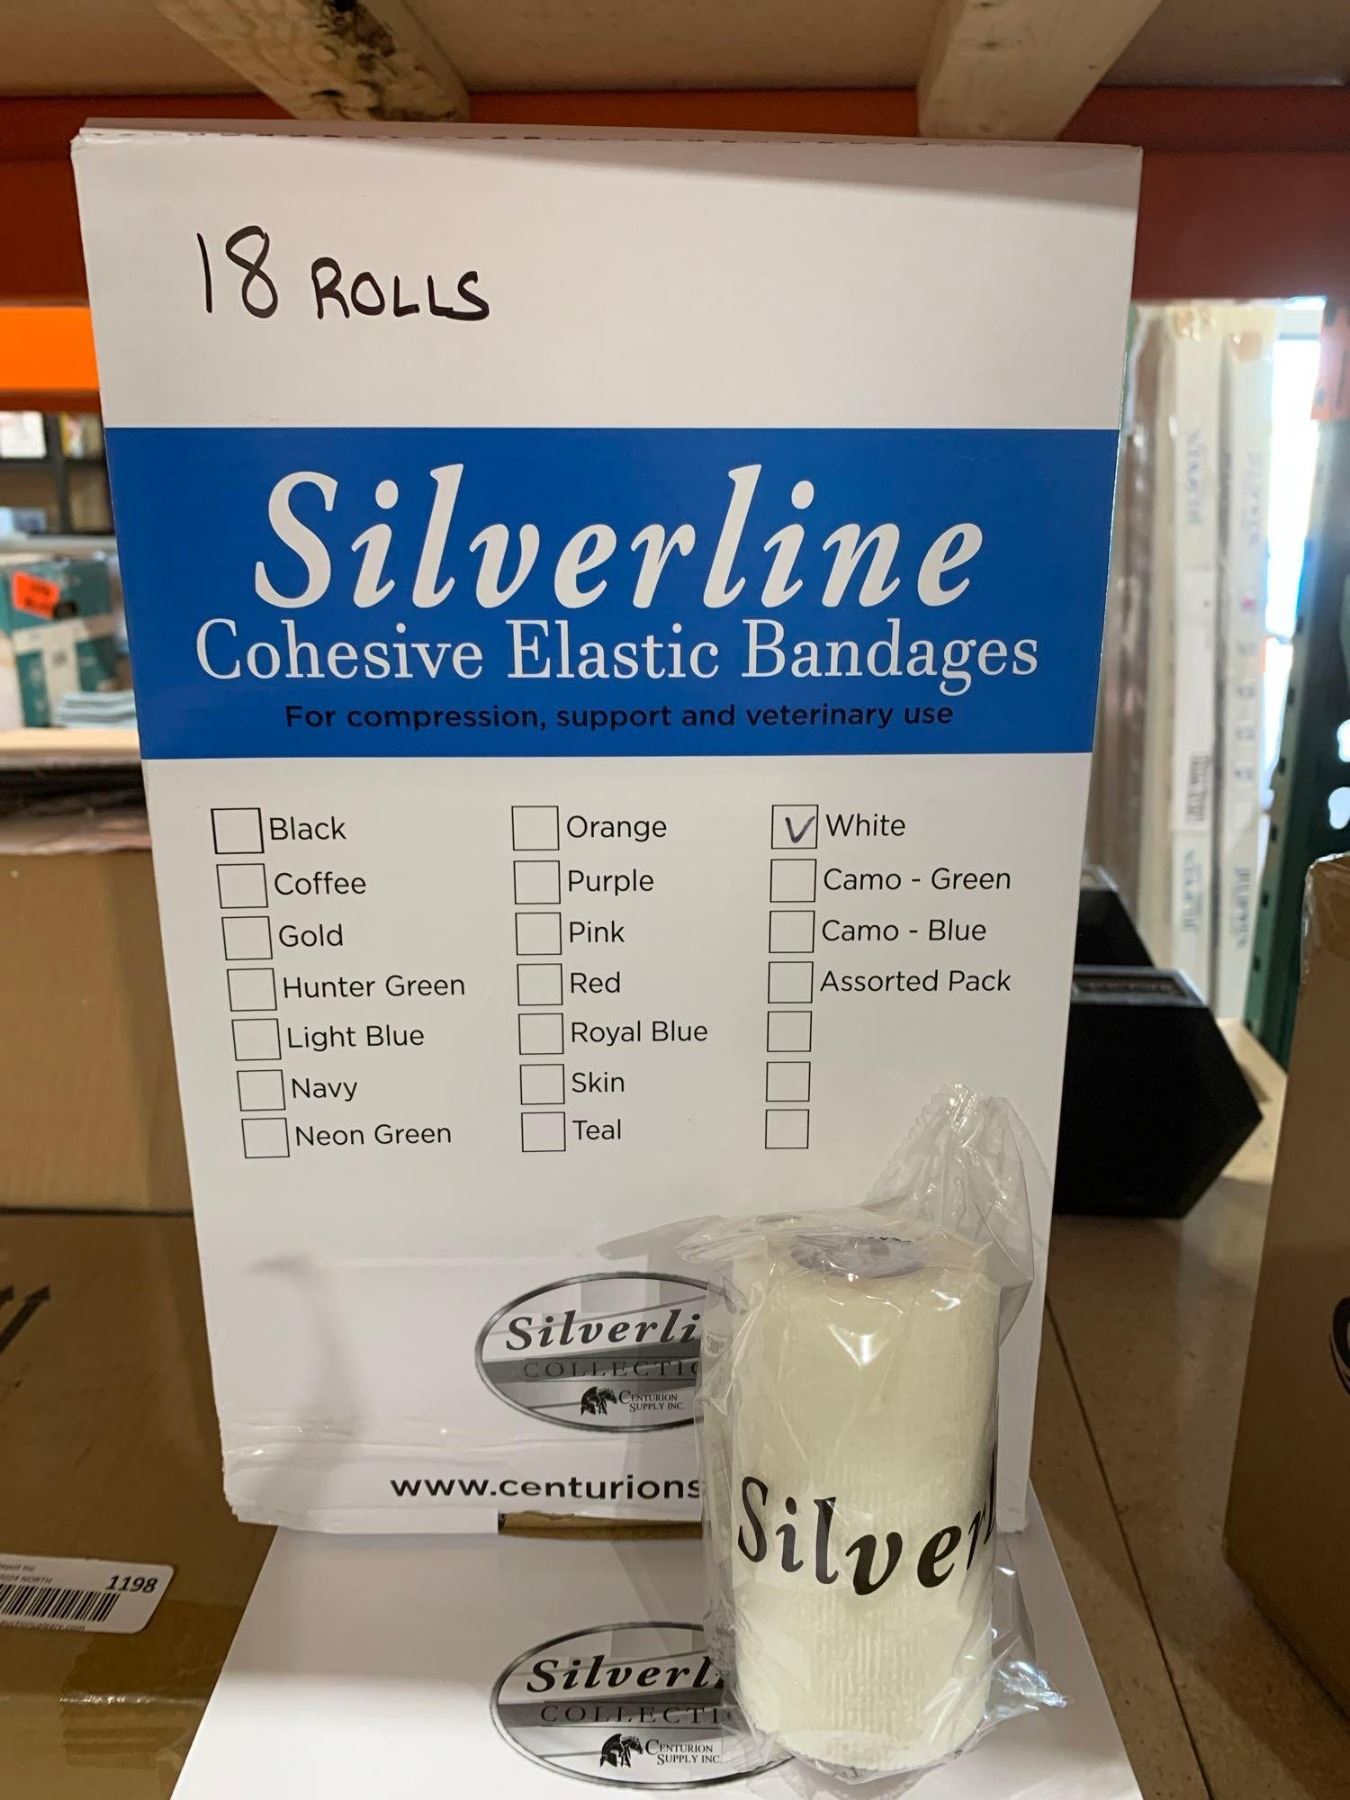 18 ROLLS
Silverline
Cohesive Elastic Bandages
For compression, support and veterinary use
Black
Coffee
Gold
Hunter Green
Light Blue
Navy
Neon Green
Orange
Purple
Pink
Red
Royal Blue
Skin
Teal
White
Camo - Green
Camo - Blue
Assorted Pack
Silverli
COLLECTIO
CENTURION
SUPPLY INC.
www.centurions
Silver
Silverl
COLLECTI
CENTURION
SUPPLY INC.
1198